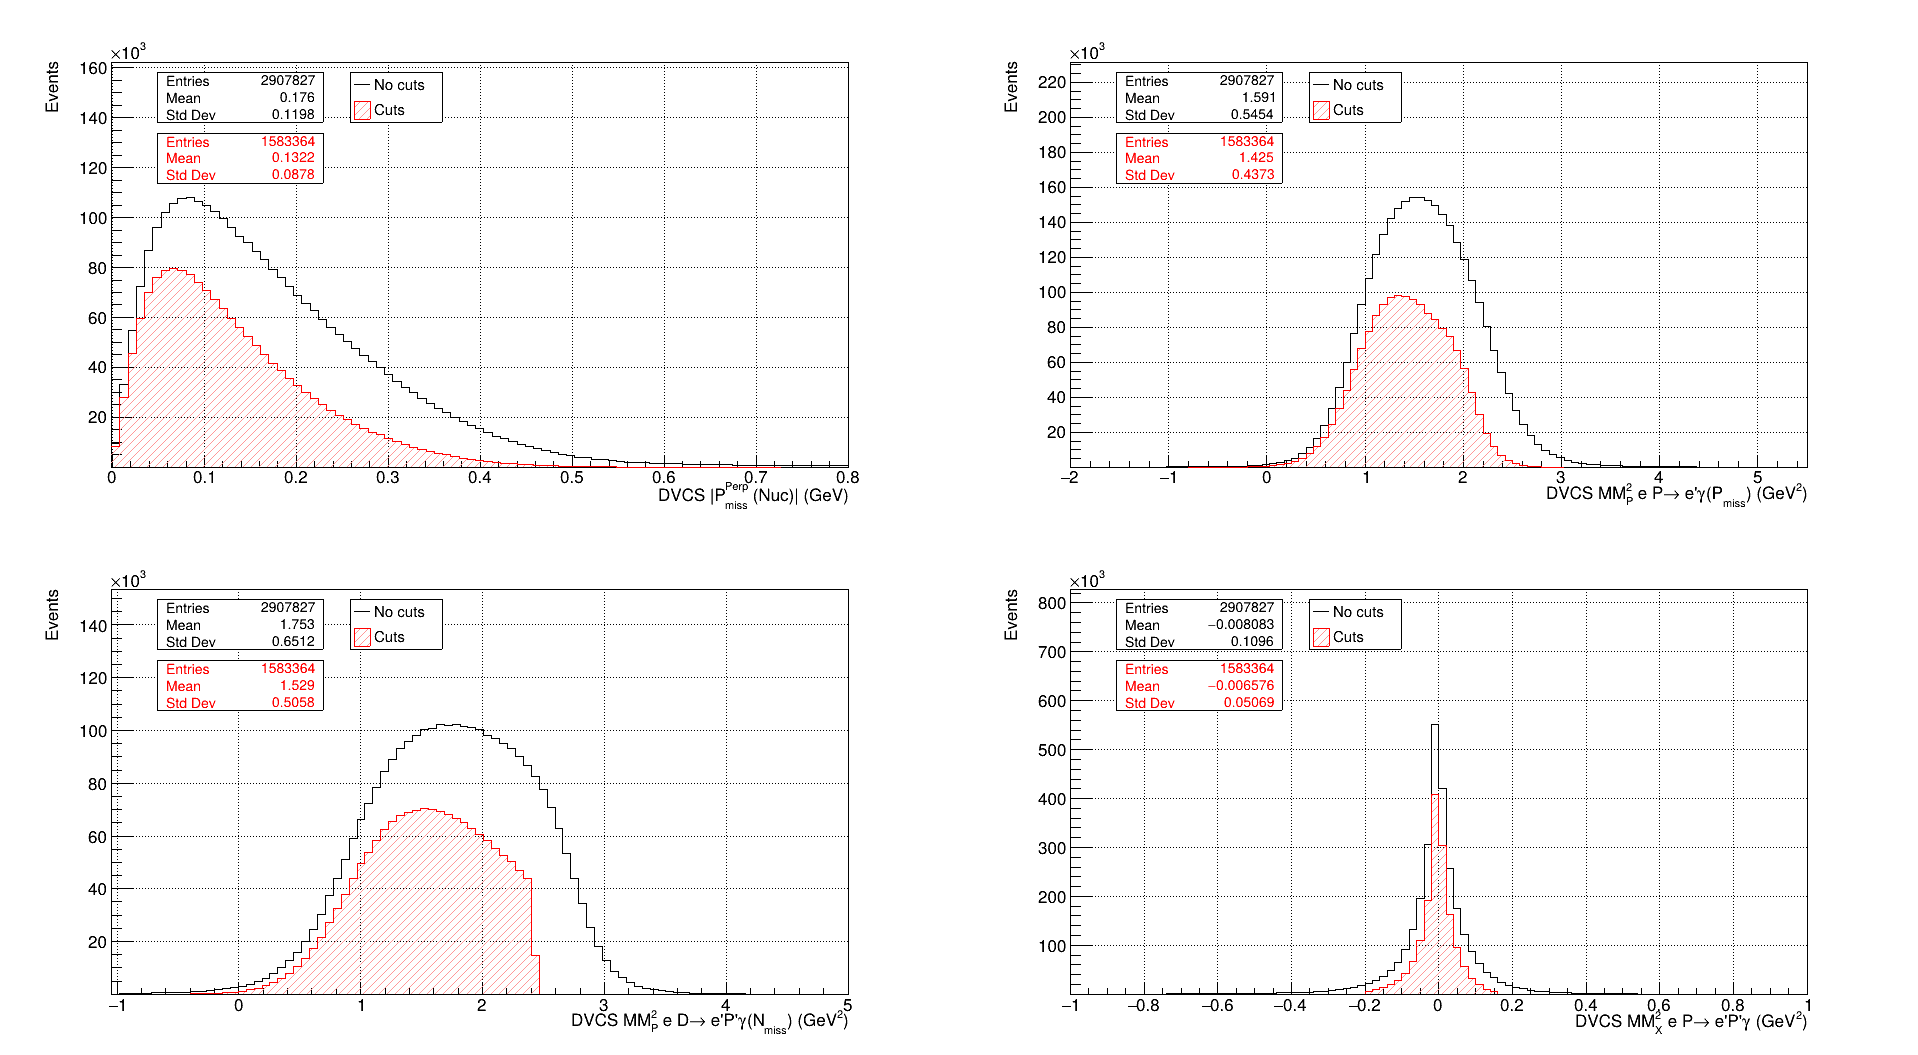 ×10³
Events
160
140
120
100
80
60
40
20
Entries 2907827
Mean 0.176
Std Dev 0.1198
Entries 1583364
Mean 0.1322
Std Dev 0.0878
No cuts
Cuts
0 0.1 0.2 0.3 0.4 0.5 0.6 0.7 0.8
DVCS |P^Perp_miss (Nuc)| (GeV)
×10³
Events
220
200
180
160
140
120
100
80
60
40
20
Entries 2907827
Mean 1.591
Std Dev 0.5454
Entries 1583364
Mean 1.425
Std Dev 0.4373
No cuts
Cuts
−2 −1 0 1 2 3 4 5
DVCS MM²_P e P→ e'γ(P_miss) (GeV²)
×10³
Events
140
120
100
80
60
40
20
Entries 2907827
Mean 1.753
Std Dev 0.6512
Entries 1583364
Mean 1.529
Std Dev 0.5058
No cuts
Cuts
−1 0 1 2 3 4 5
DVCS MM²_P e D→ e'P'γ(N_miss) (GeV²)
×10³
Events
800
700
600
500
400
300
200
100
Entries 2907827
Mean −0.008083
Std Dev 0.1096
Entries 1583364
Mean −0.006576
Std Dev 0.05069
No cuts
Cuts
−1 −0.8 −0.6 −0.4 −0.2 0 0.2 0.4 0.6 0.8 1
DVCS MM²_X e P→ e'P'γ (GeV²)